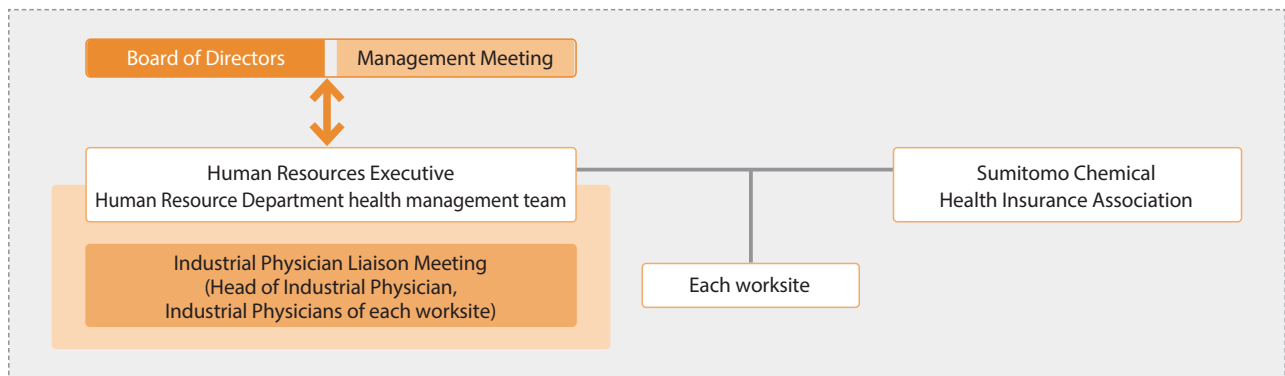 Board of Directors
Management Meeting
Human Resources Executive
Human Resource Department health management team
Sumitomo Chemical
Health Insurance Association
Industrial Physician Liaison Meeting
(Head of Industrial Physician,
Industrial Physicians of each worksite)
Each worksite